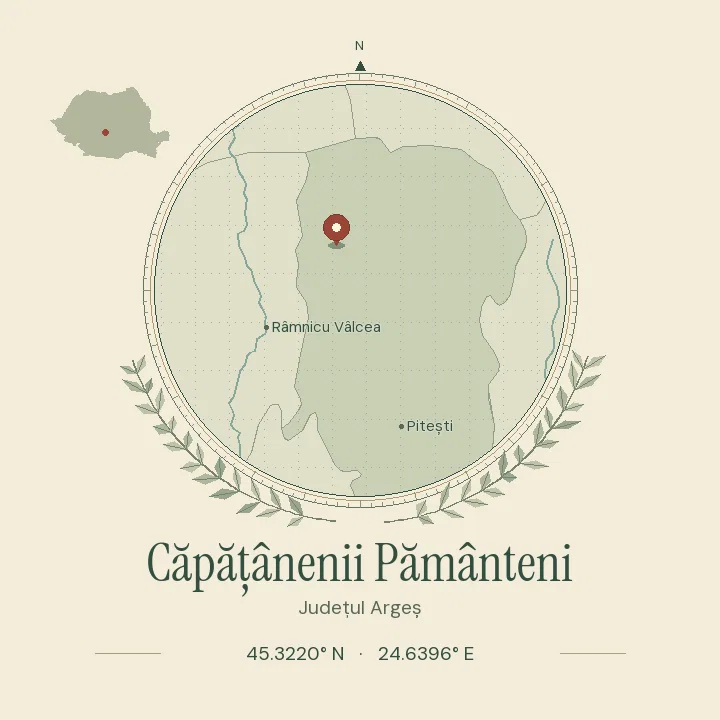 N
Râmnicu Vâlcea
Pitești
Căpățânenii Pământeni
Județul Argeș
45.3220° N · 24.6396° E